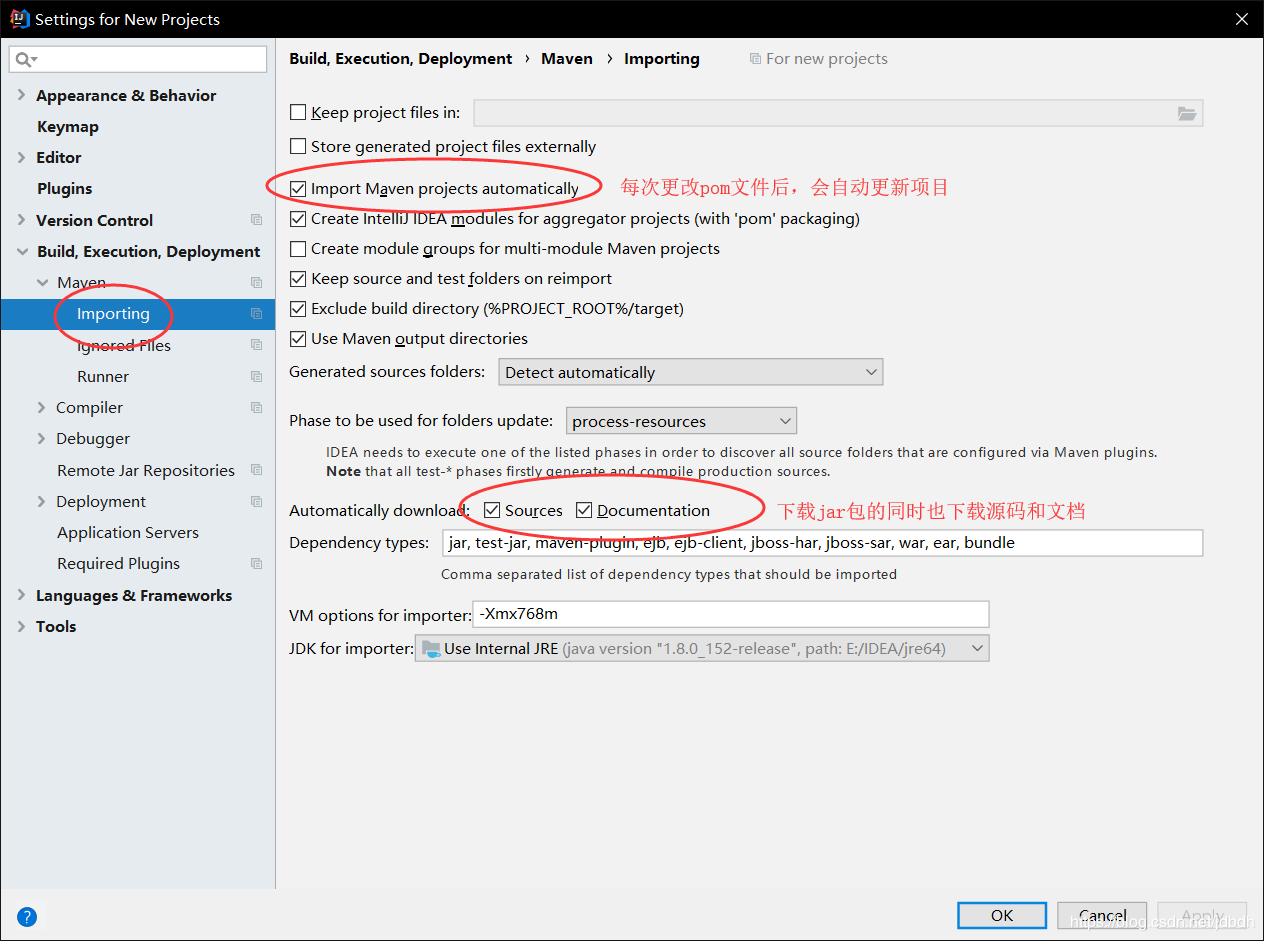 Settings for New Projects
Build, Execution, Deployment › Maven › Importing For new projects
Appearance & Behavior
Keymap
Editor
Plugins
Version Control
Build, Execution, Deployment
Maven
Importing
Ignored Files
Runner
Compiler
Debugger
Remote Jar Repositories
Deployment
Application Servers
Required Plugins
Languages & Frameworks
Tools
Keep project files in:
Store generated project files externally
Import Maven projects automatically 每次更改pom文件后，会自动更新项目
Create IntelliJ IDEA modules for aggregator projects (with 'pom' packaging)
Create module groups for multi-module Maven projects
Keep source and test folders on reimport
Exclude build directory (%PROJECT_ROOT%/target)
Use Maven output directories
Generated sources folders: Detect automatically
Phase to be used for folders update: process-resources
IDEA needs to execute one of the listed phases in order to discover all source folders that are configured via Maven plugins.
Note that all test-* phases firstly generate and compile production sources.
Automatically download: Sources Documentation 下载jar包的同时也下载源码和文档
Dependency types: jar, test-jar, maven-plugin, ejb, ejb-client, jboss-har, jboss-sar, war, ear, bundle
Comma separated list of dependency types that should be imported
VM options for importer: -Xmx768m
JDK for importer: Use Internal JRE (java version "1.8.0_152-release", path: E:/IDEA/jre64)
?
OK Cancel Apply
https://blog.csdn.net/jdbdh